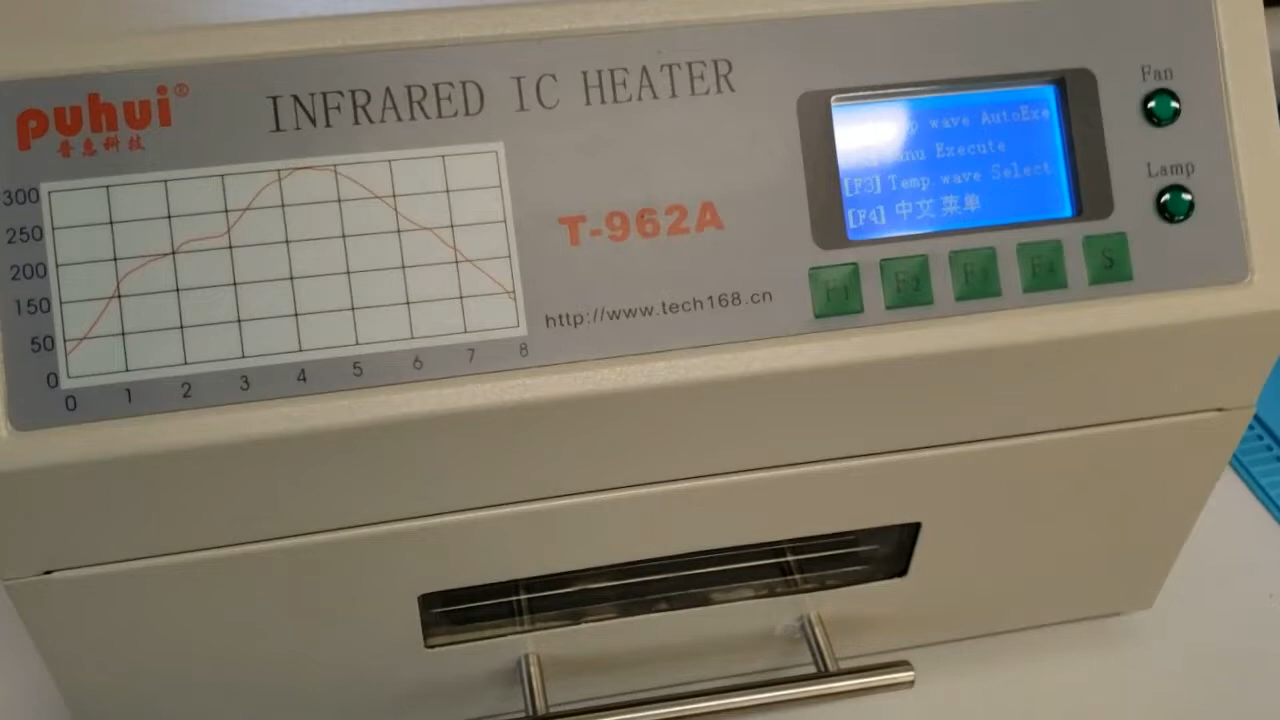 puhui®
普惠科技
INFRARED IC HEATER
T-962A
http://www.tech168.cn
300
250
200
150
50
0
0 1 2 3 4 5 6 7 8
wave AutoExe
Execute
[F3] Temp wave Select
[F4] 中文菜单
Fan
Lamp
F1 F2 F3 F4 S